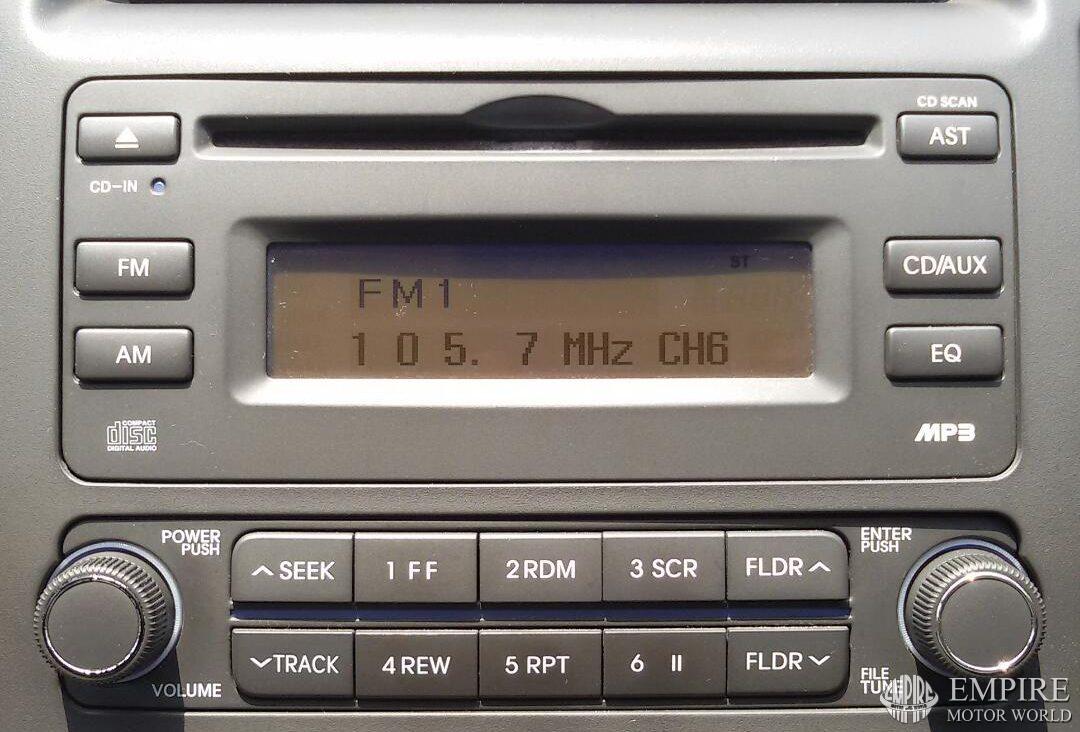 CD SCAN
AST
CD-IN
FM
ST
CD/AUX
FM1
105.7 MHz CH6
AM
EQ
COMPACT
disc
DIGITAL AUDIO
MP3
POWER
PUSH
ENTER
PUSH
SEEK
1 FF
2 RDM
3 SCR
FLDR
TRACK
4 REW
5 RPT
6 II
FLDR
VOLUME
FILE
TUNE
EMPIRE
MOTOR WORLD